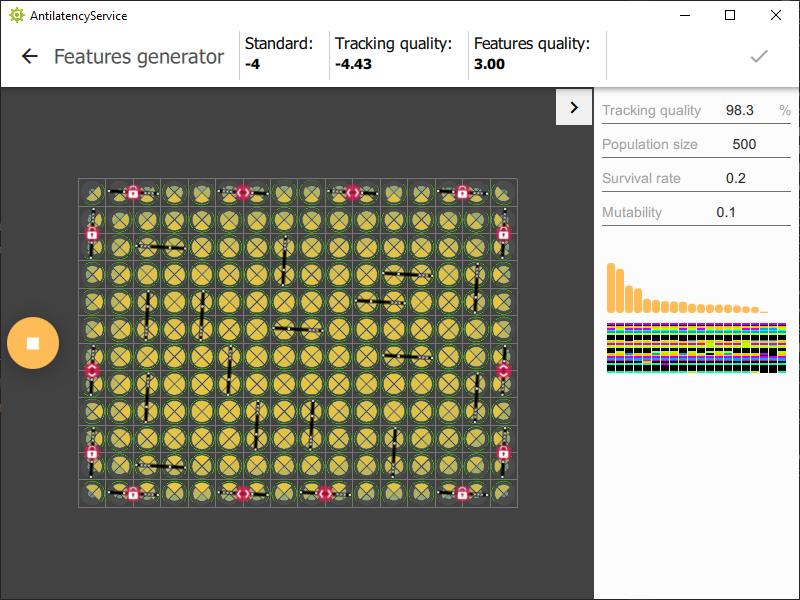 AntilatencyService
Features generator
Standard:
-4
Tracking quality:
-4.43
Features quality:
3.00
Tracking quality 98.3 %
Population size 500
Survival rate 0.2
Mutability 0.1